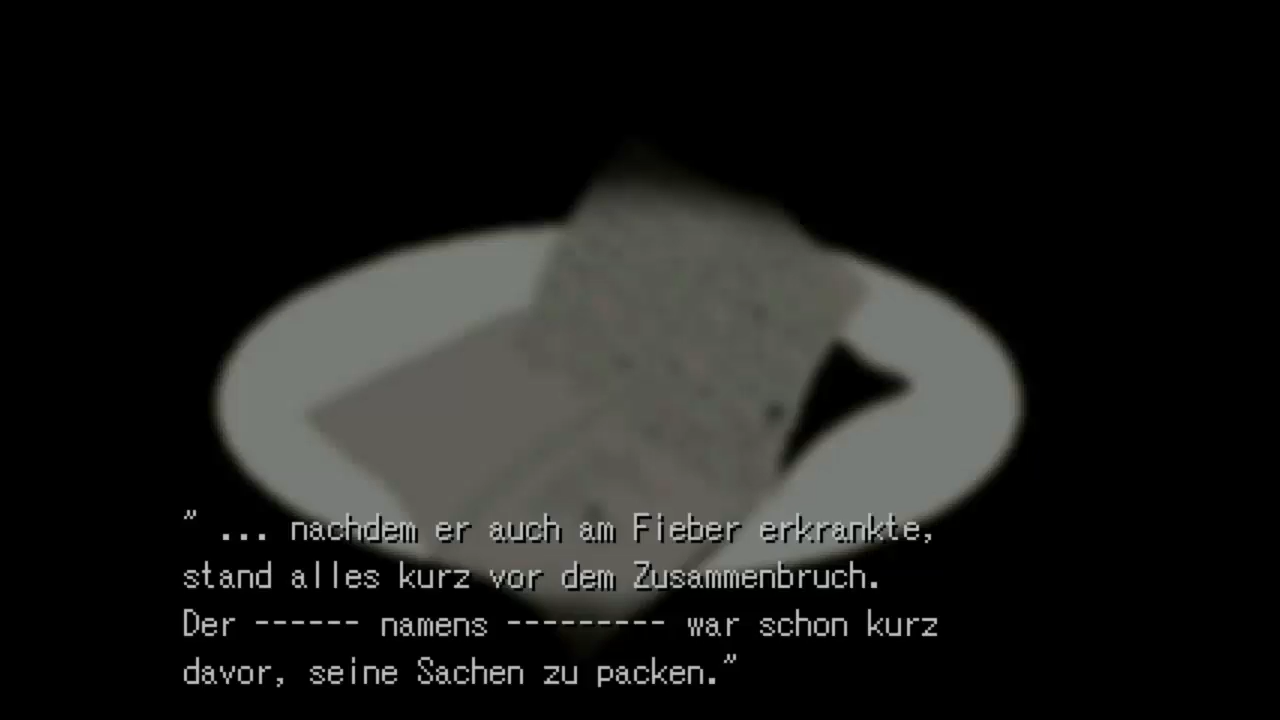 " ... nachdem er auch am Fieber erkrankte,
stand alles kurz vor dem Zusammenbruch.
Der ------ namens --------- war schon kurz
davor, seine Sachen zu packen."